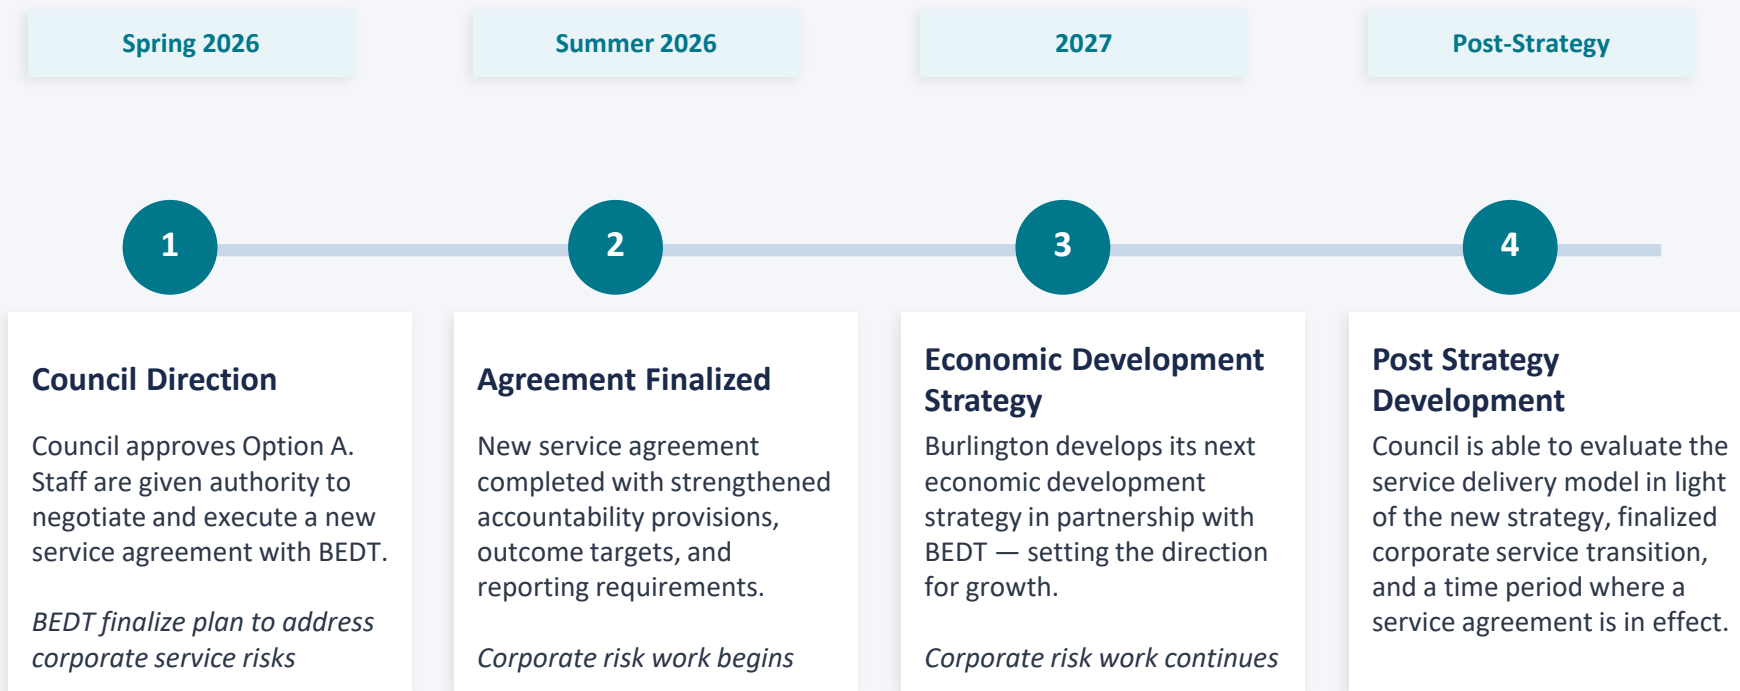 Spring 2026
Summer 2026
2027
Post-Strategy
1
2
3
4
Council Direction
Council approves Option A.
Staff are given authority to
negotiate and execute a new
service agreement with BEDT.
BEDT finalize plan to address
corporate service risks
Agreement Finalized
New service agreement
completed with strengthened
accountability provisions,
outcome targets, and
reporting requirements.
Corporate risk work begins
Economic Development
Strategy
Burlington develops its next
economic development
strategy in partnership with
BEDT — setting the direction
for growth.
Corporate risk work continues
Post Strategy
Development
Council is able to evaluate the
service delivery model in light
of the new strategy, finalized
corporate service transition,
and a time period where a
service agreement is in effect.